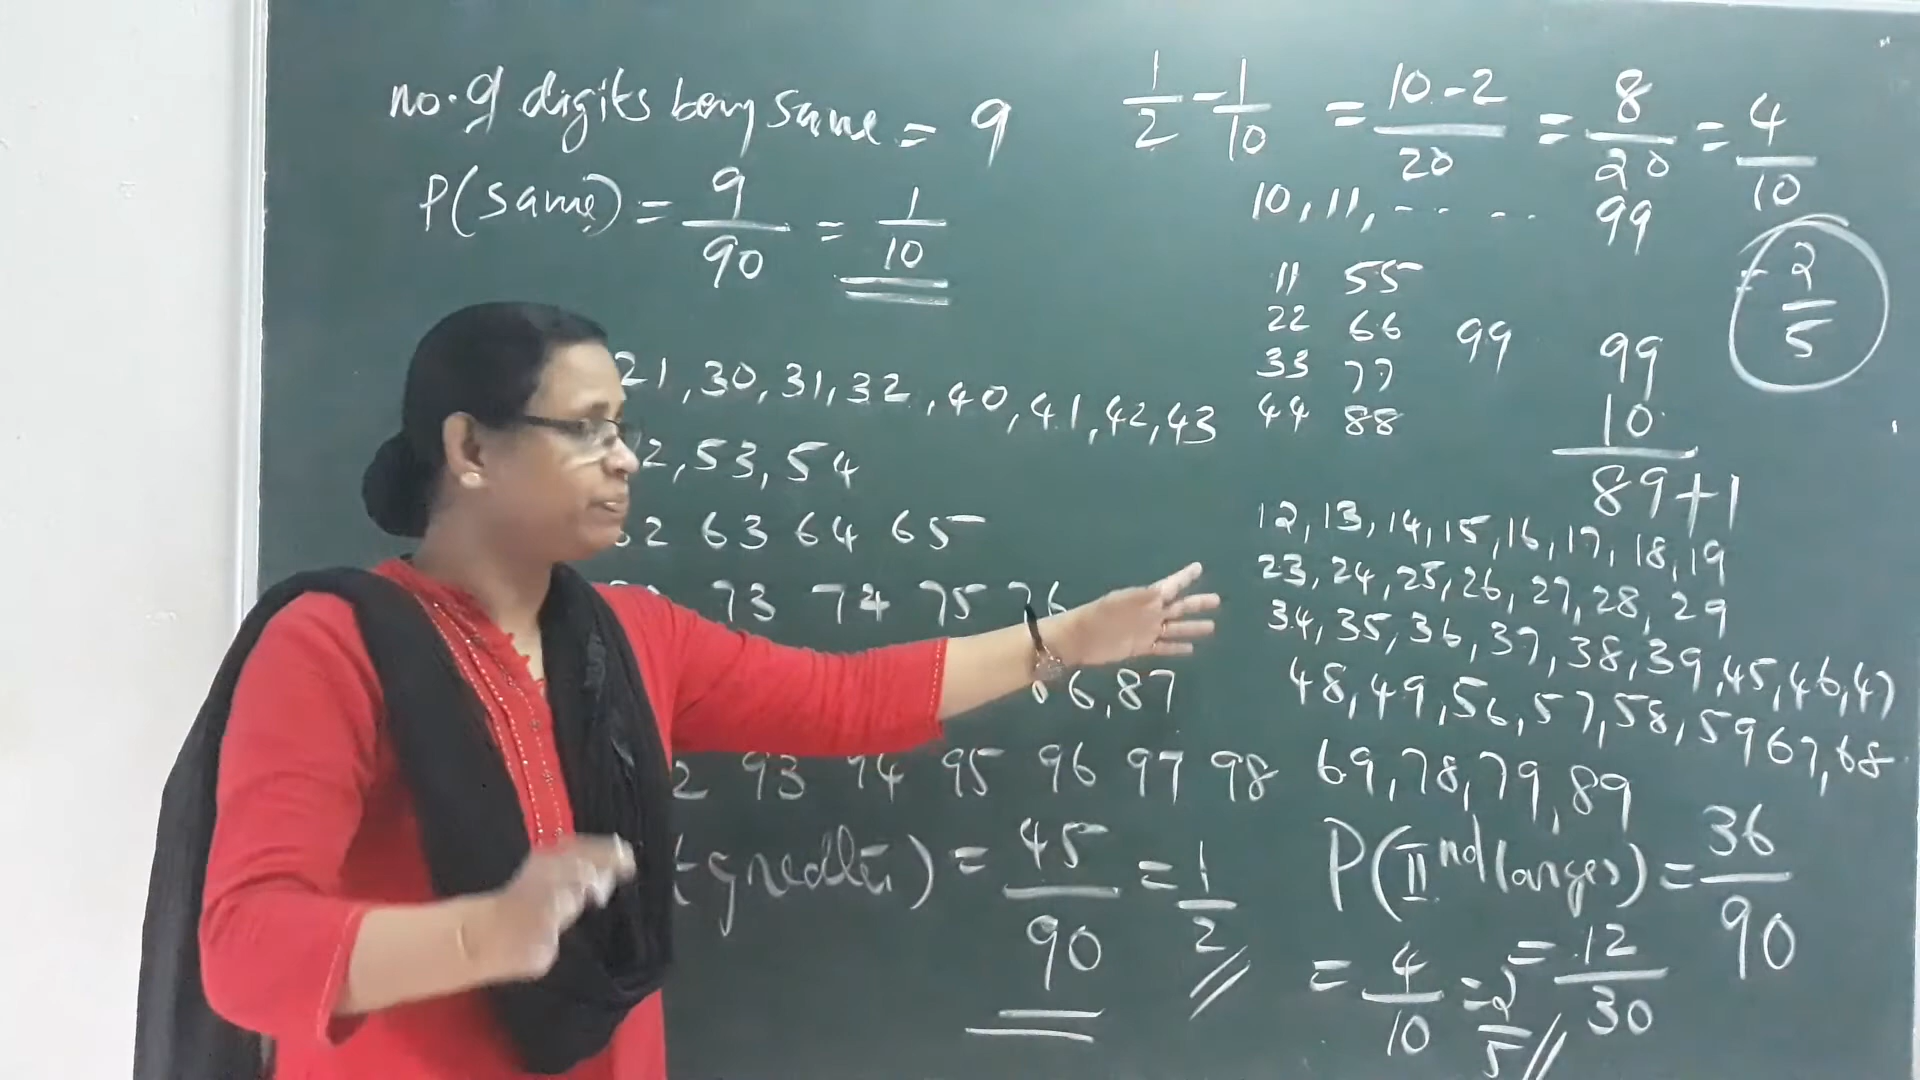 no. of digits being same = 9
P(same) = 9/90 = 1/10
21, 30, 31, 32, 40, 41, 42, 43
2, 53, 54
62 63 64 65
73 74 75 76
86, 87
2 93 94 95 96 97 98
t greater) = 45/90 = 1/2
1/2 - 1/10 = 10-2/20 = 8/20 = 4/10
= 2/5
10, 11, - - - - 99
11 55
22 66
33 77
44 88
99
99
10
89+1
12, 13, 14, 15, 16, 17, 18, 19
23, 24, 25, 26, 27, 28, 29
34, 35, 36, 37, 38, 39, 45, 46, 47
48, 49, 56, 57, 58, 59 67, 68
69, 78, 79, 89
P(IInd larger) = 36/90
= 12/30
= 4/10 = 2/5